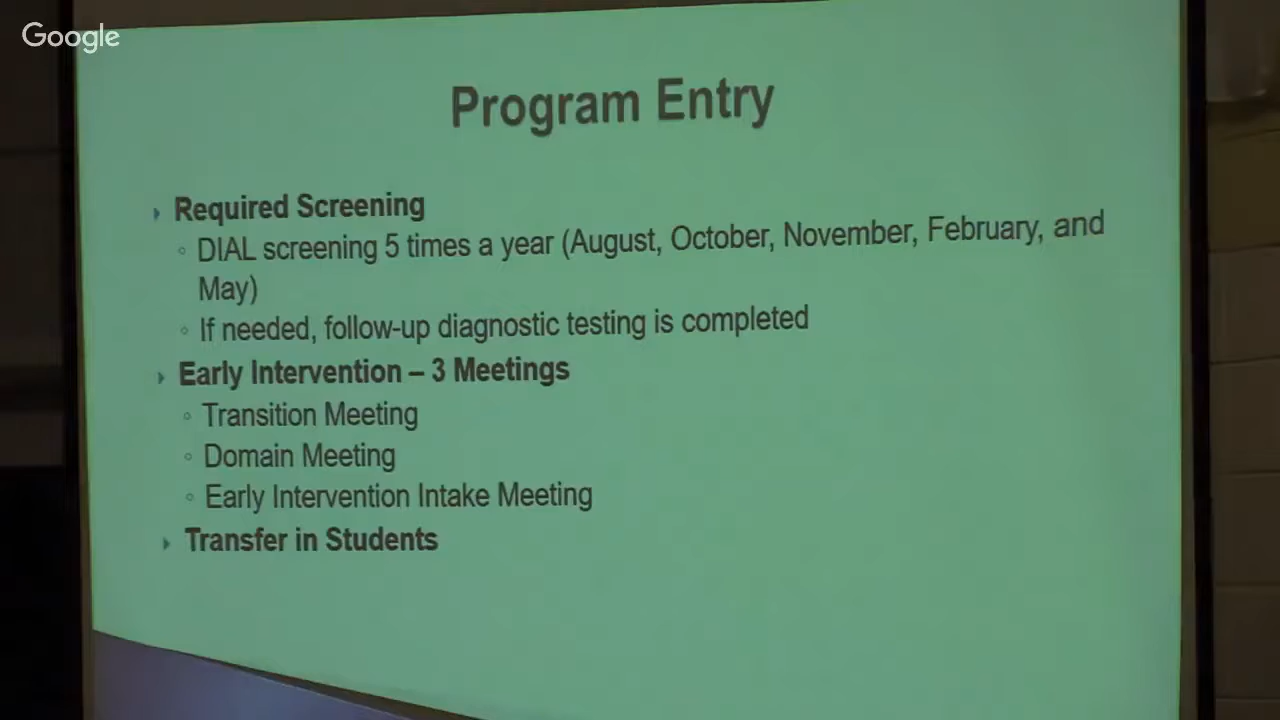 Google
Program Entry
Required Screening
DIAL screening 5 times a year (August, October, November, February, and
May)
If needed, follow-up diagnostic testing is completed
Early Intervention – 3 Meetings
Transition Meeting
Domain Meeting
Early Intervention Intake Meeting
Transfer in Students